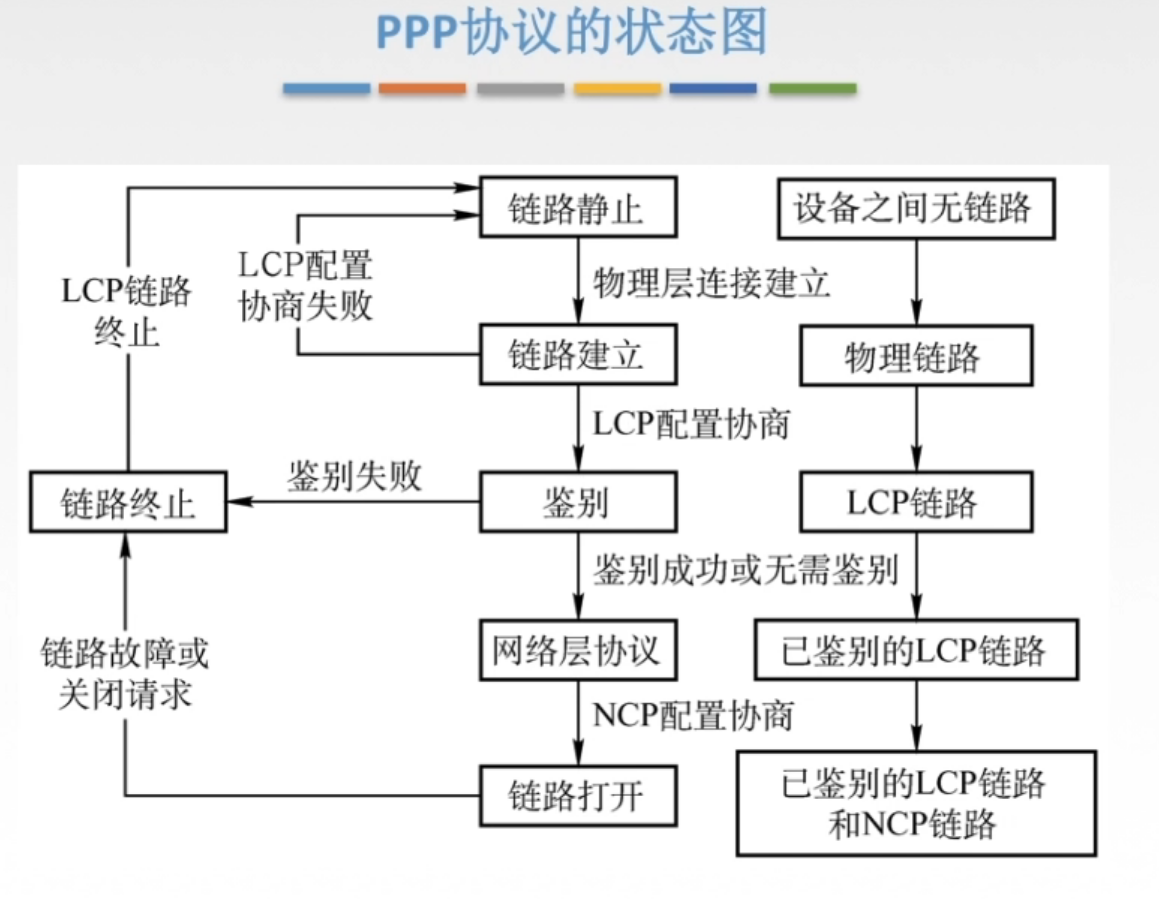 PPP协议的状态图
链路静止
设备之间无链路
LCP配置
协商失败
LCP链路
终止
物理层连接建立
链路建立
物理链路
LCP配置协商
链路终止
鉴别失败
鉴别
LCP链路
鉴别成功或无需鉴别
链路故障或
关闭请求
网络层协议
已鉴别的LCP链路
NCP配置协商
链路打开
已鉴别的LCP链路
和NCP链路